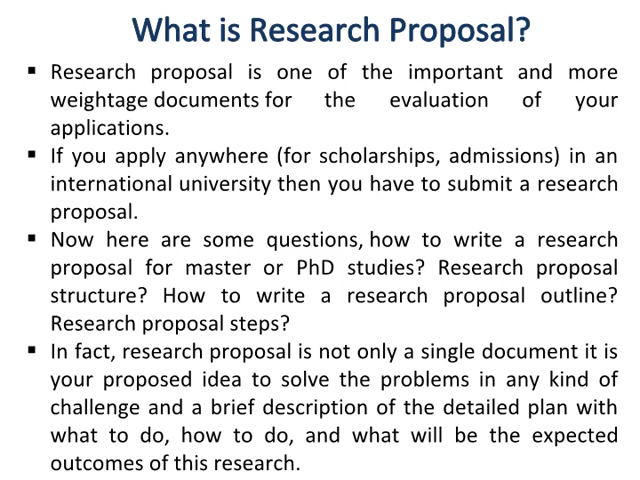 What is Research Proposal?
▪ Research proposal is one of the important and more
weightage documents for the evaluation of your
applications.
▪ If you apply anywhere (for scholarships, admissions) in an
international university then you have to submit a research
proposal.
▪ Now here are some questions, how to write a research
proposal for master or PhD studies? Research proposal
structure? How to write a research proposal outline?
Research proposal steps?
▪ In fact, research proposal is not only a single document it is
your proposed idea to solve the problems in any kind of
challenge and a brief description of the detailed plan with
what to do, how to do, and what will be the expected
outcomes of this research.